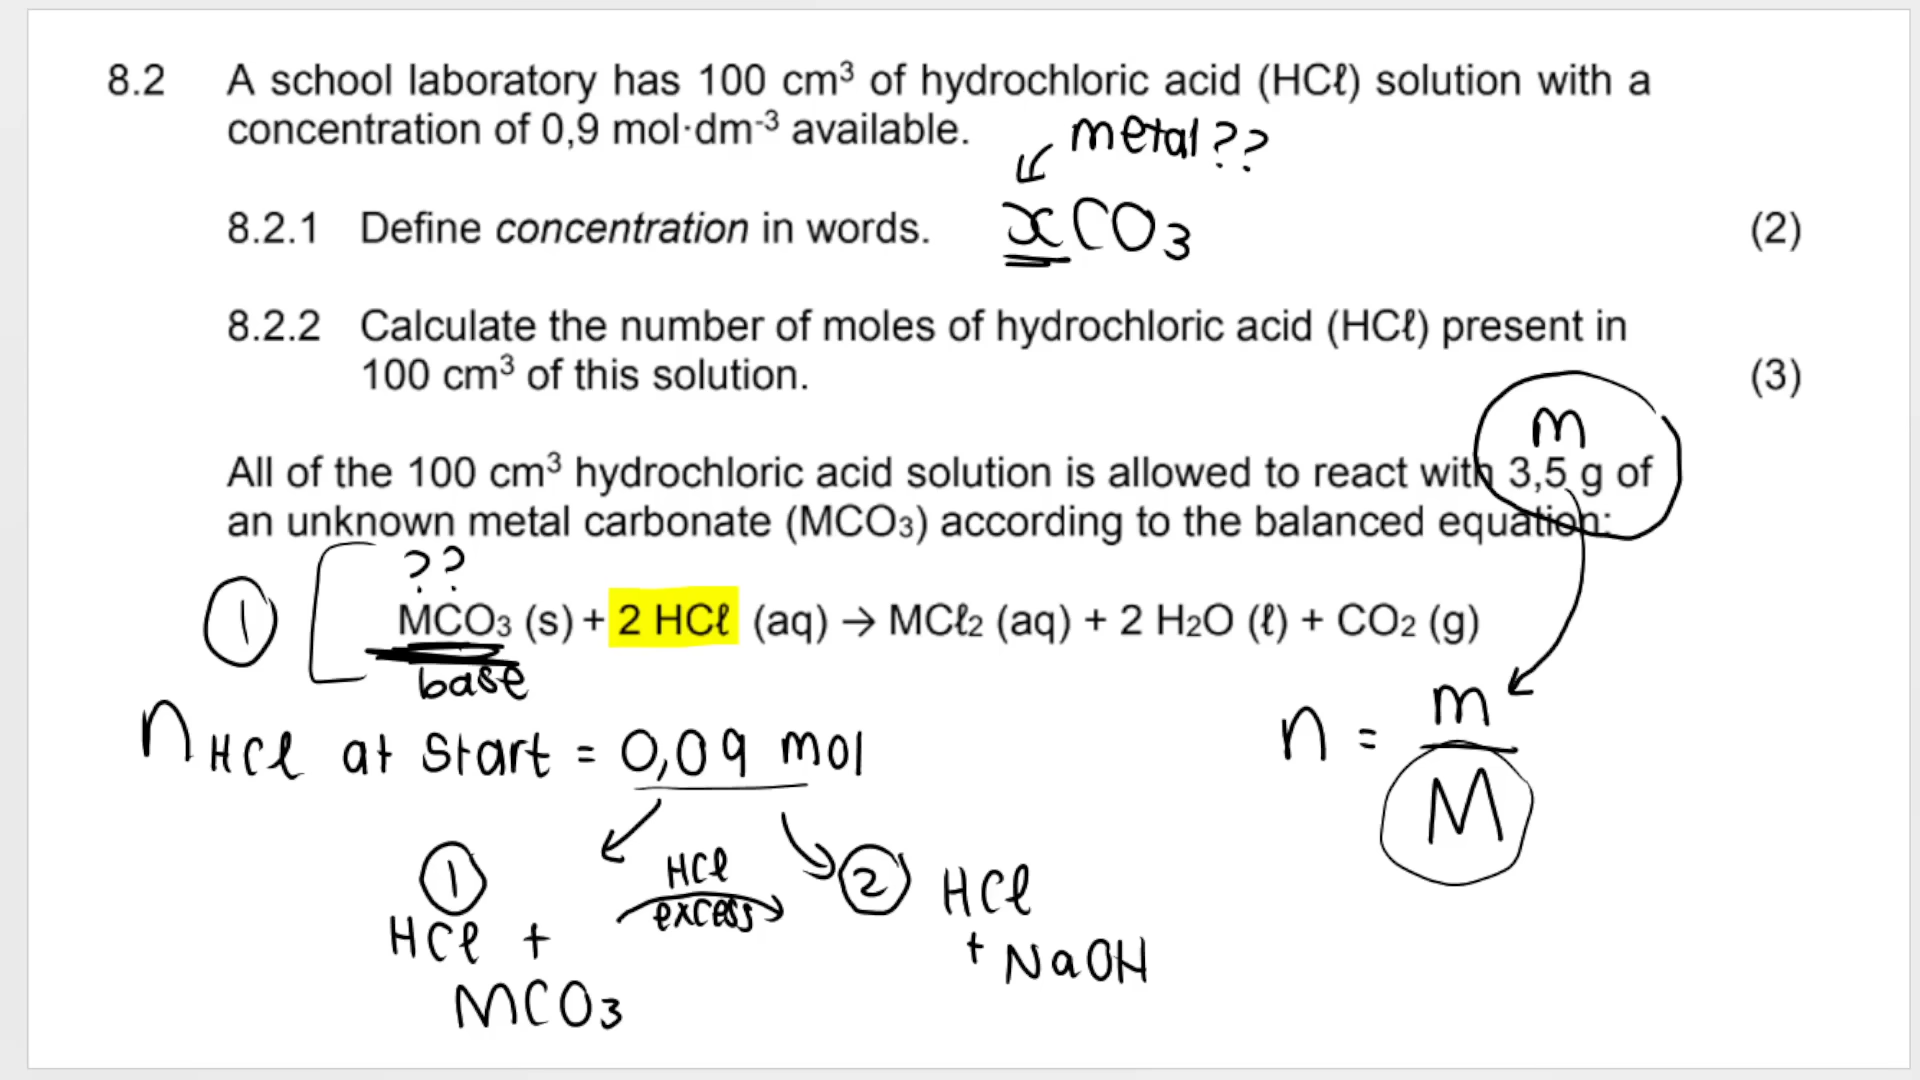 8.2 A school laboratory has 100 cm³ of hydrochloric acid (HCℓ) solution with a
concentration of 0,9 mol·dm⁻³ available.
metal??
8.2.1 Define concentration in words. (2)
xCO3
8.2.2 Calculate the number of moles of hydrochloric acid (HCℓ) present in
100 cm³ of this solution. (3)
m
All of the 100 cm³ hydrochloric acid solution is allowed to react with 3,5 g of
an unknown metal carbonate (MCO3) according to the balanced equation:
??
1 MCO3 (s) + 2 HCℓ (aq) → MCℓ2 (aq) + 2 H2O (ℓ) + CO2 (g)
base
nHCℓ at start = 0,09 mol
n = m/M
1 HCℓ 2 HCℓ
excess
HCℓ + + NaOH
MCO3